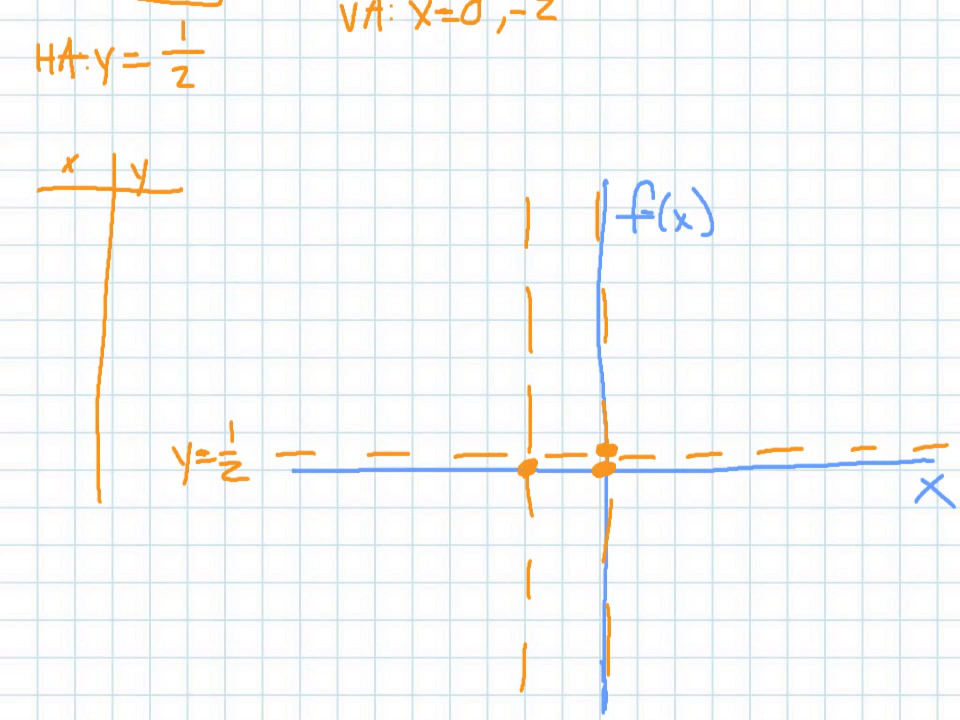 VA: x=0,-2
HA: y=1/2
x y
f(x)
y=1/2
x